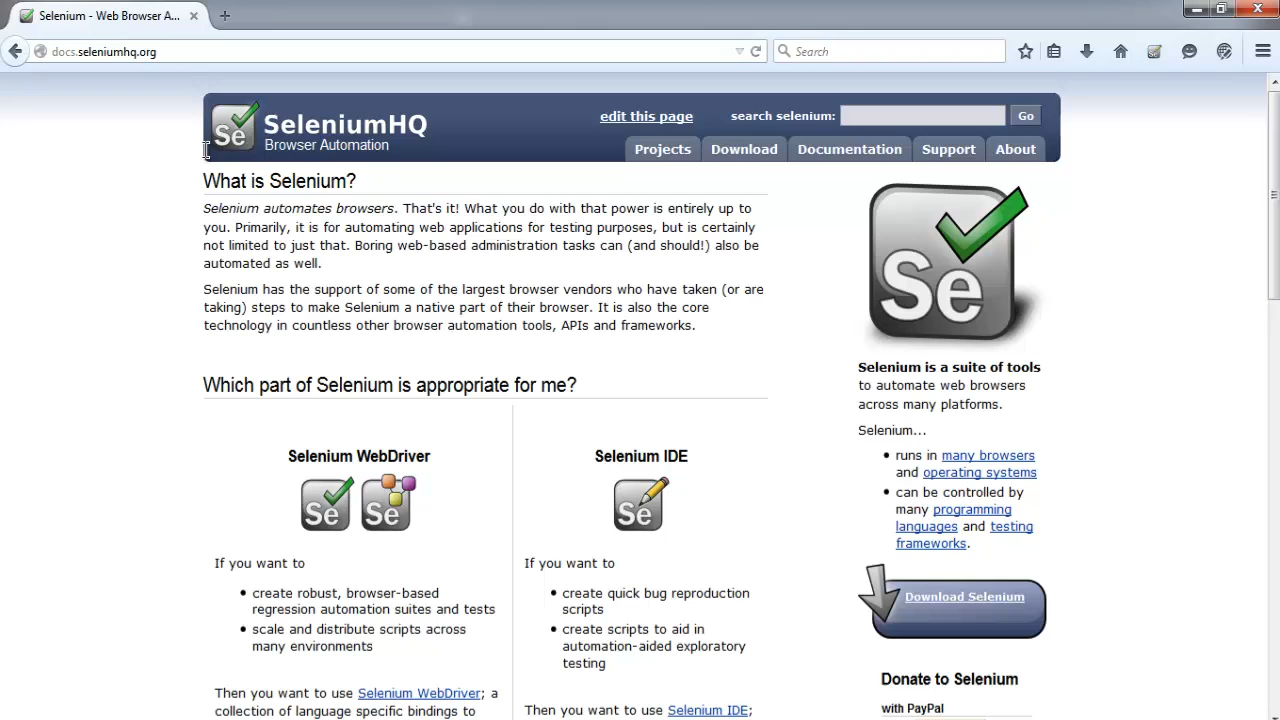 Selenium - Web Browser A...
docs.seleniumhq.org
Search
Se
SeleniumHQ
Browser Automation
edit this page
search selenium:
Go
Projects
Download
Documentation
Support
About
What is Selenium?
Selenium automates browsers. That's it! What you do with that power is entirely up to
you. Primarily, it is for automating web applications for testing purposes, but is certainly
not limited to just that. Boring web-based administration tasks can (and should!) also be
automated as well.
Selenium has the support of some of the largest browser vendors who have taken (or are
taking) steps to make Selenium a native part of their browser. It is also the core
technology in countless other browser automation tools, APIs and frameworks.
Which part of Selenium is appropriate for me?
Selenium WebDriver
Se
Se
If you want to
• create robust, browser-based
regression automation suites and tests
• scale and distribute scripts across
many environments
Then you want to use Selenium WebDriver; a
collection of language specific bindings to
Selenium IDE
Se
If you want to
• create quick bug reproduction
scripts
• create scripts to aid in
automation-aided exploratory
testing
Then you want to use Selenium IDE;
Se
Selenium is a suite of tools
to automate web browsers
across many platforms.
Selenium...
• runs in many browsers
and operating systems
• can be controlled by
many programming
languages and testing
frameworks.
Download Selenium
Donate to Selenium
with PayPal